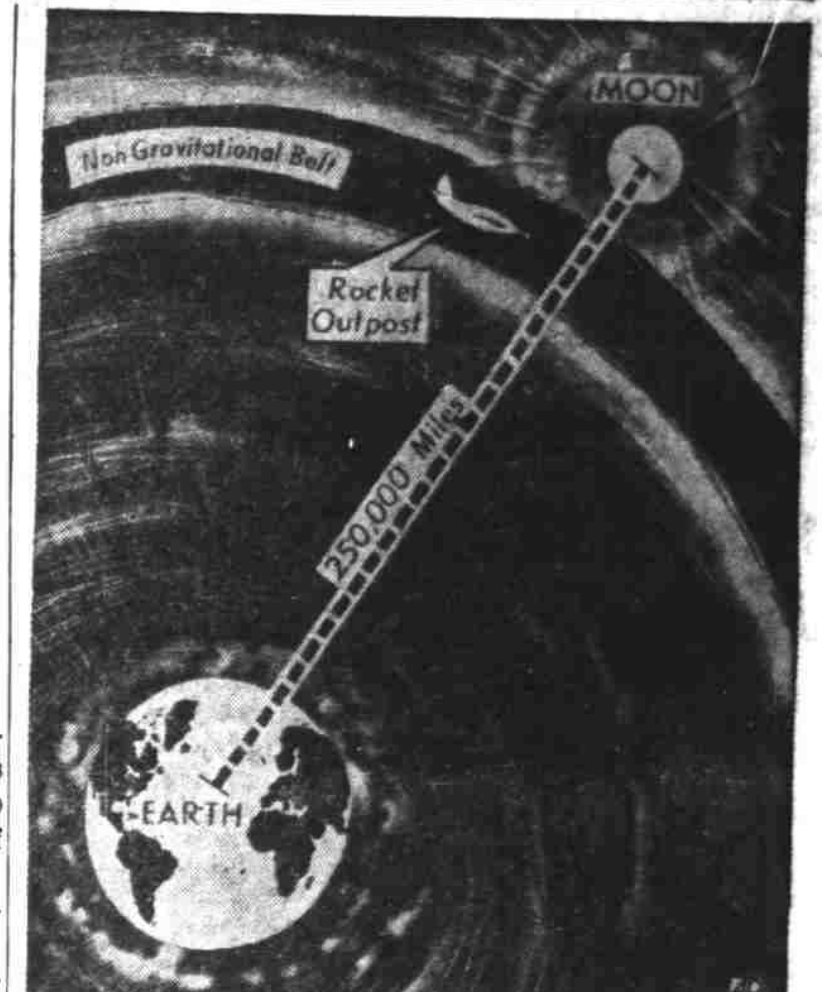 MOON
Non Gravitational Belt
Rocket
Outpost
250,000 Miles
EARTH